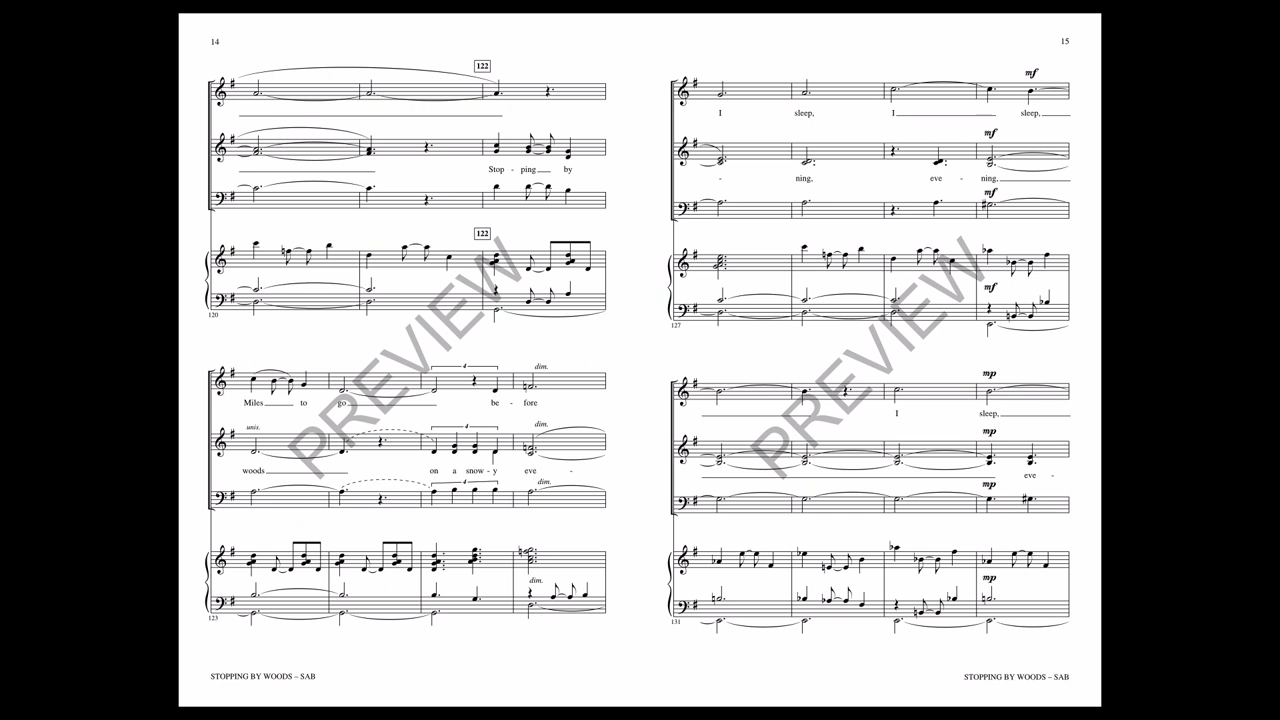 14
122
Stop - ping by
122
120
Miles to go be - fore
dim.
unis.
dim.
woods on a snow - y eve -
4
4
4
dim.
dim.
123
STOPPING BY WOODS – SAB
15
mf
I sleep, I sleep,
mf
- ning, eve - ning,
mf
mf
127
mp
I sleep,
mp
eve -
mp
mp
131
STOPPING BY WOODS – SAB
PREVIEW
PREVIEW